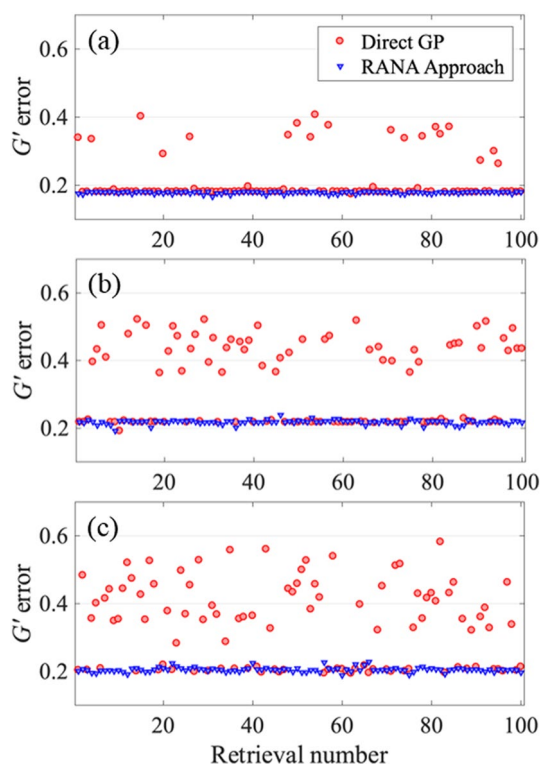 (a)
Direct GP
RANA Approach
G′ error
0.6
0.4
0.2
20 40 60 80 100
(b)
G′ error
0.6
0.4
0.2
20 40 60 80 100
(c)
G′ error
0.6
0.4
0.2
20 40 60 80 100
Retrieval number